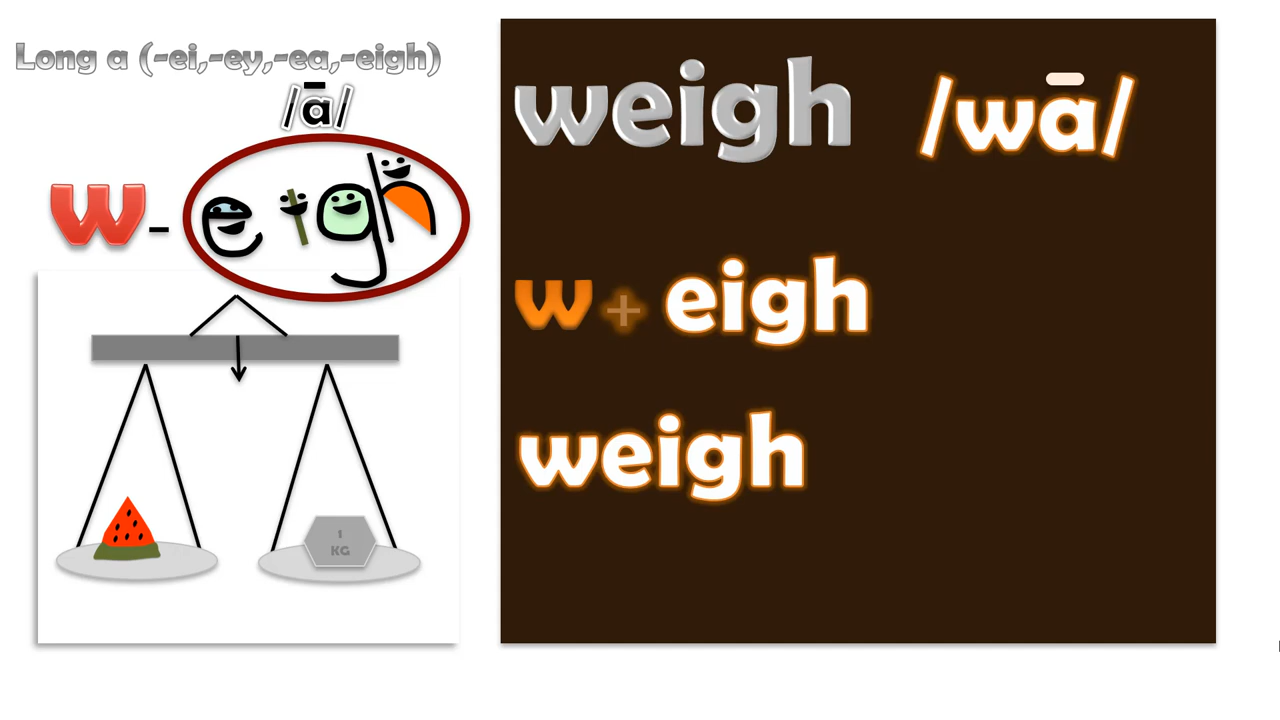 Long a (-ei,-ey,-ea,-eigh)
/ā/
w- eigh
1
KG
weigh /wā/
w + eigh
weigh